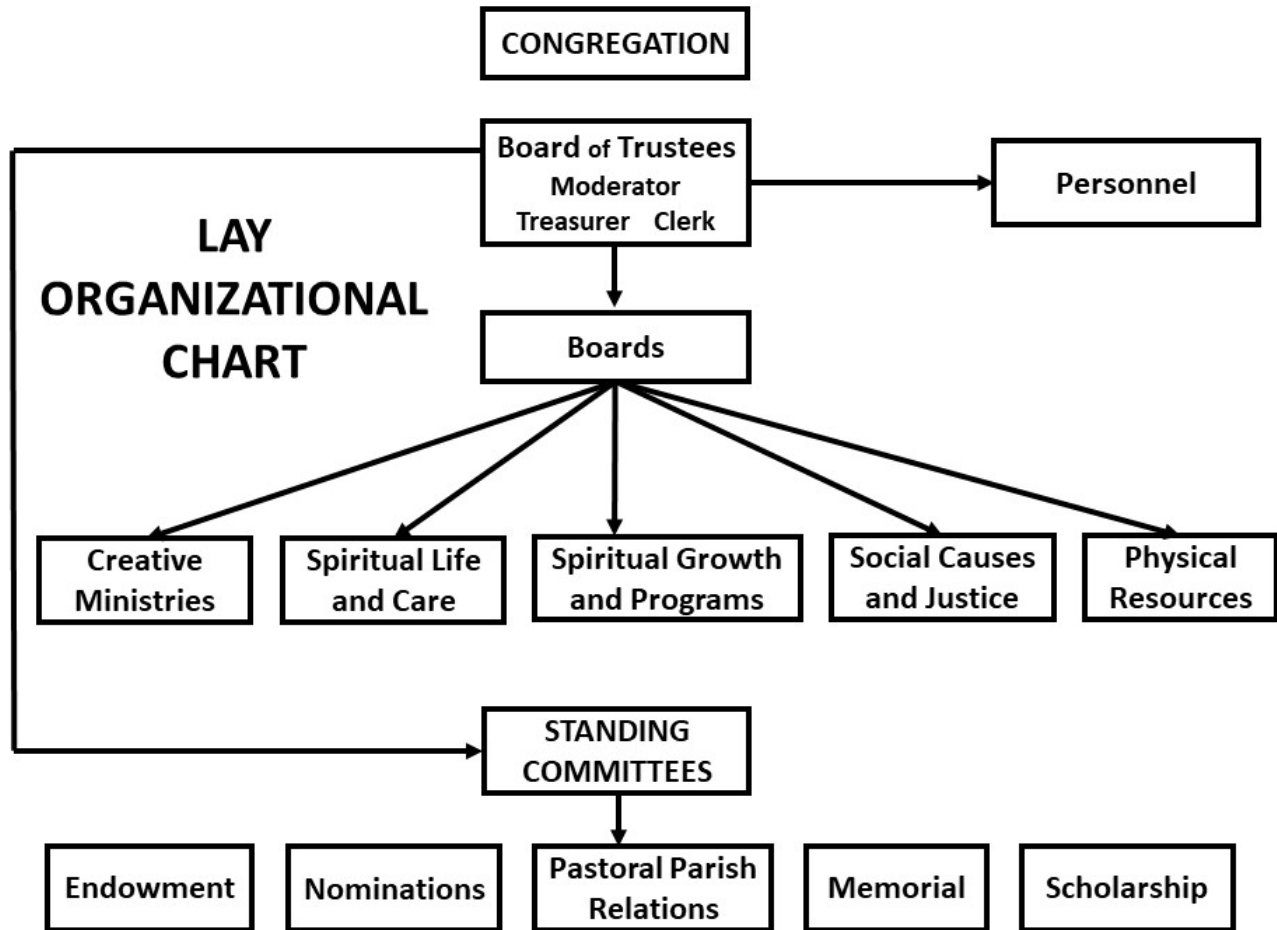 CONGREGATION
Board of Trustees
Moderator
Treasurer Clerk
Personnel
LAY
ORGANIZATIONAL
CHART
Boards
Creative
Ministries
Spiritual Life
and Care
Spiritual Growth
and Programs
Social Causes
and Justice
Physical
Resources
STANDING
COMMITTEES
Endowment
Nominations
Pastoral Parish
Relations
Memorial
Scholarship